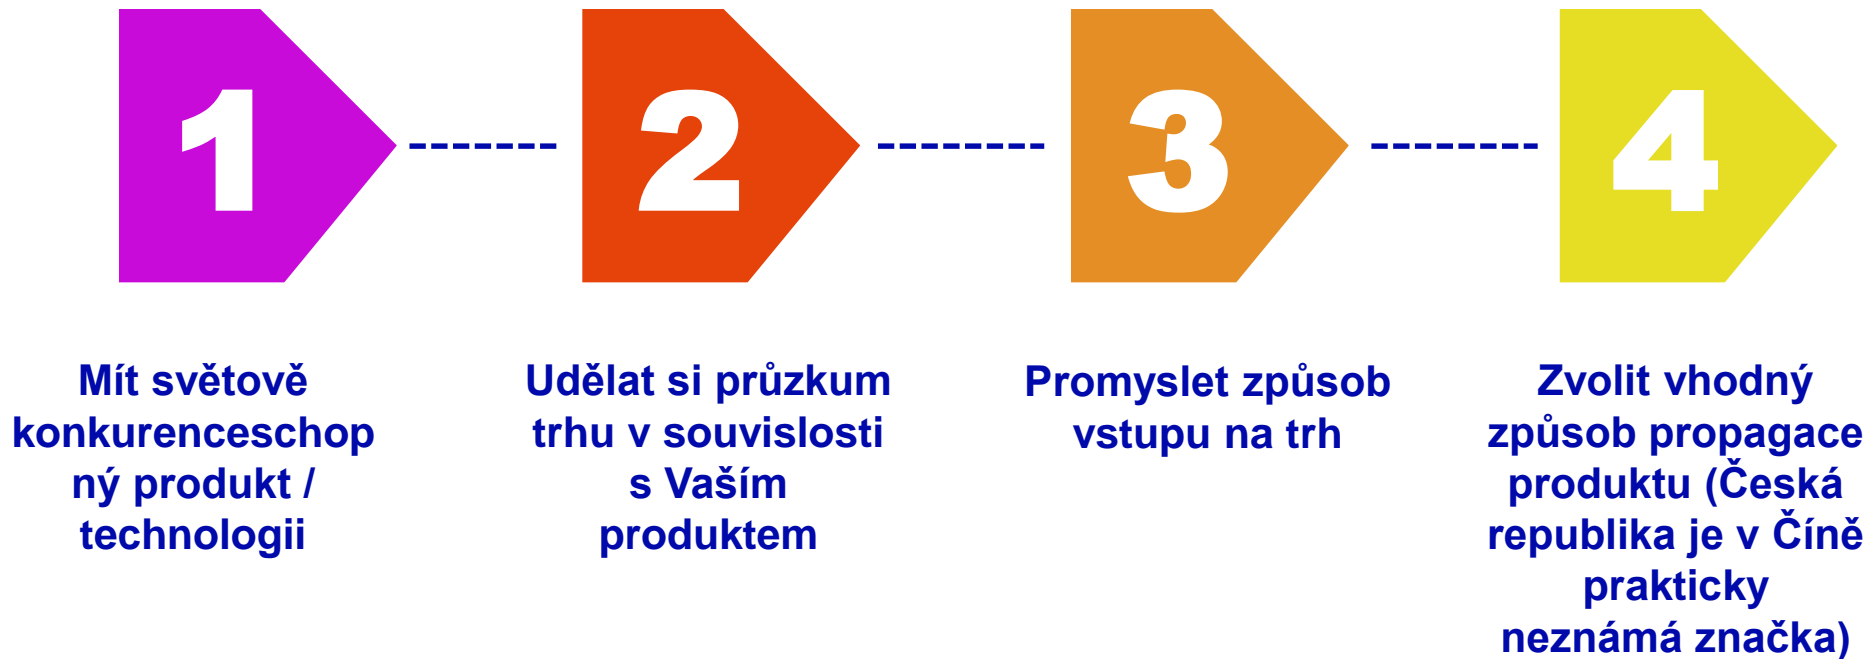 1
Mít světově
konkurenceschop
ný produkt /
technologii
2
Udělat si průzkum
trhu v souvislosti
s Vaším
produktem
3
Promyslet způsob
vstupu na trh
4
Zvolit vhodný
způsob propagace
produktu (Česká
republika je v Číně
prakticky
neznámá značka)